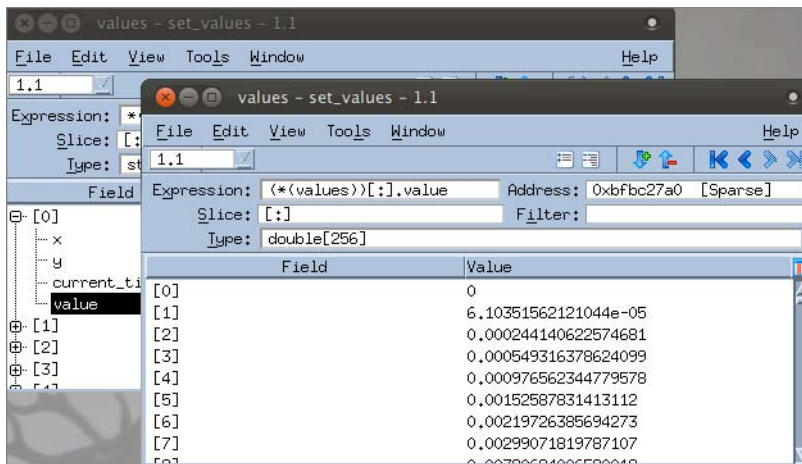 values - set_values - 1.1
File Edit View Tools Window Help
1.1
Expression: *
Slice: [:
Type: st
Field
[0]
x
y
current_ti
value
[1]
[2]
[3]
values - set_values - 1.1
File Edit View Tools Window Help
1.1
Expression: (*(values))[:].value Address: 0xbfbc27a0 [Sparse]
Slice: [:] Filter:
Type: double[256]
Field Value
[0] 0
[1] 6.10351562121044e-05
[2] 0.000244140622574681
[3] 0.000549316378624099
[4] 0.000976562344779578
[5] 0.00152587831413112
[6] 0.00219726385694273
[7] 0.00299071819787107